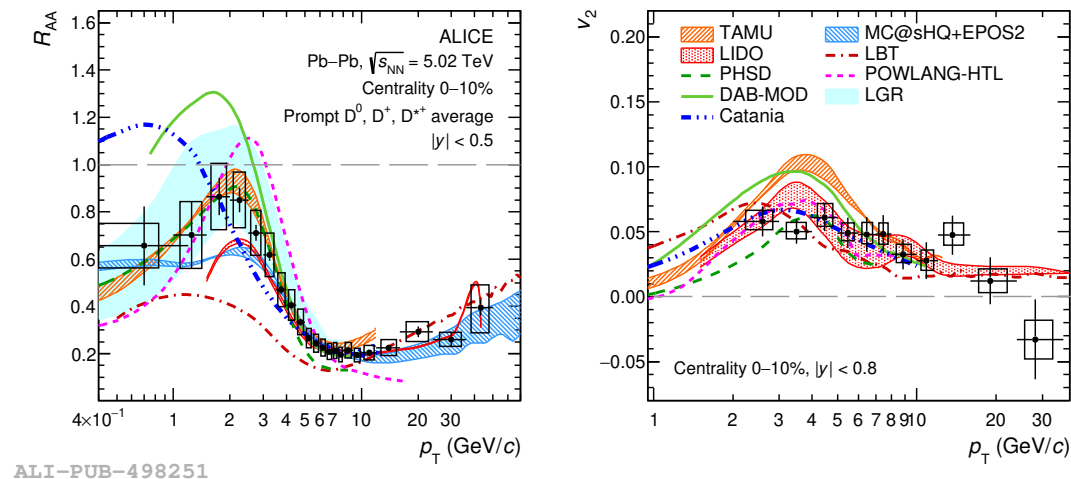 R_AA
1.6
1.4
1.2
1.0
0.8
0.6
0.4
0.2
ALICE
Pb−Pb, √s_NN = 5.02 TeV
Centrality 0−10%
Prompt D⁰, D⁺, D*⁺ average
|y| < 0.5
4×10⁻¹ 1 2 3 4 5 6 7 10 20 30
p_T (GeV/c)
v_2
0.20
0.15
0.10
0.05
0.00
−0.05
TAMU
LIDO
PHSD
DAB-MOD
Catania
MC@sHQ+EPOS2
LBT
POWLANG-HTL
LGR
Centrality 0−10%, |y| < 0.8
1 2 3 4 5 6 7 8 9 10 20 30
p_T (GeV/c)
ALI−PUB−498251